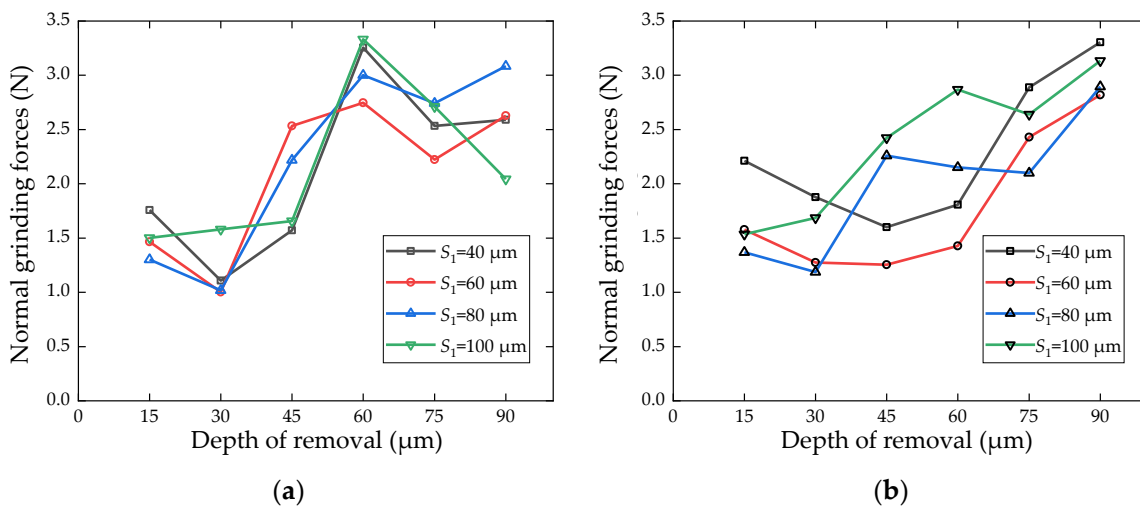 3.5
3.0
2.5
2.0
1.5
1.0
0.5
0.0
0 15 30 45 60 75 90
Normal grinding forces (N)
Depth of removal (μm)
S₁=40 μm
S₁=60 μm
S₁=80 μm
S₁=100 μm
(a)
3.5
3.0
2.5
2.0
1.5
1.0
0.5
0.0
0 15 30 45 60 75 90
Normal grinding forces (N)
Depth of removal (μm)
S₁=40 μm
S₁=60 μm
S₁=80 μm
S₁=100 μm
(b)